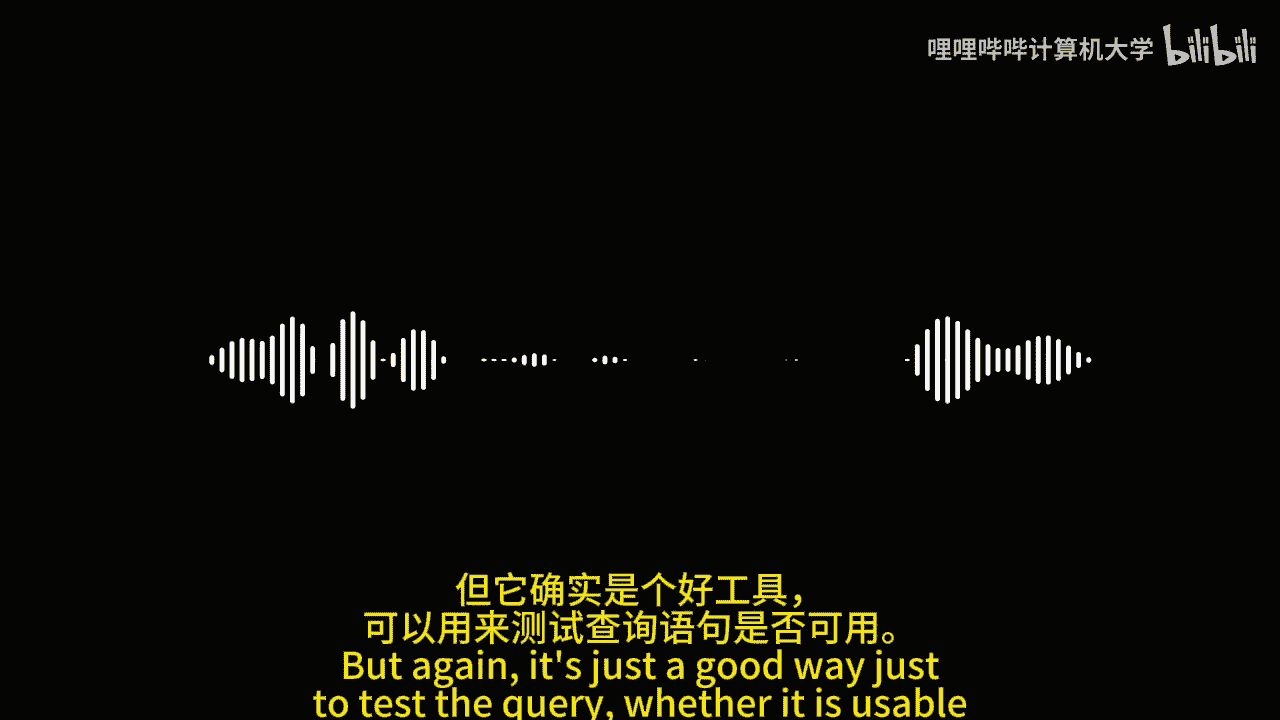 哩哩哔哔计算机大学 bilibili
但它确实是个好工具，
可以用来测试查询语句是否可用。
But again, it's just a good way just
to test the query, whether it is usable